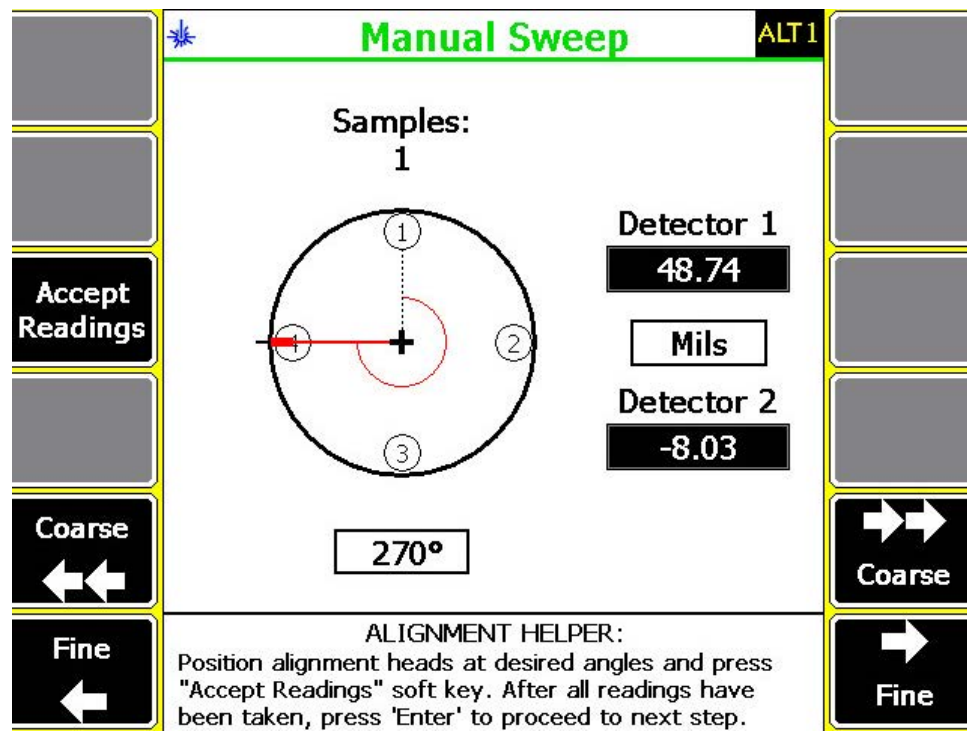 Manual Sweep
ALT1
Samples:
1
1
2
3
4
Detector 1
48.74
Mils
Detector 2
-8.03
270°
Accept
Readings
Coarse
Fine
Coarse
Fine
ALIGNMENT HELPER:
Position alignment heads at desired angles and press
"Accept Readings" soft key. After all readings have
been taken, press 'Enter' to proceed to next step.